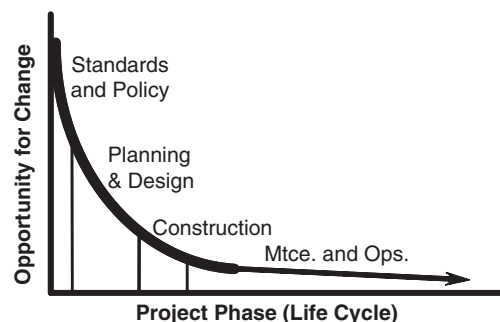 Opportunity for Change
Standards
and Policy
Planning
& Design
Construction
Mtce. and Ops.
Project Phase (Life Cycle)